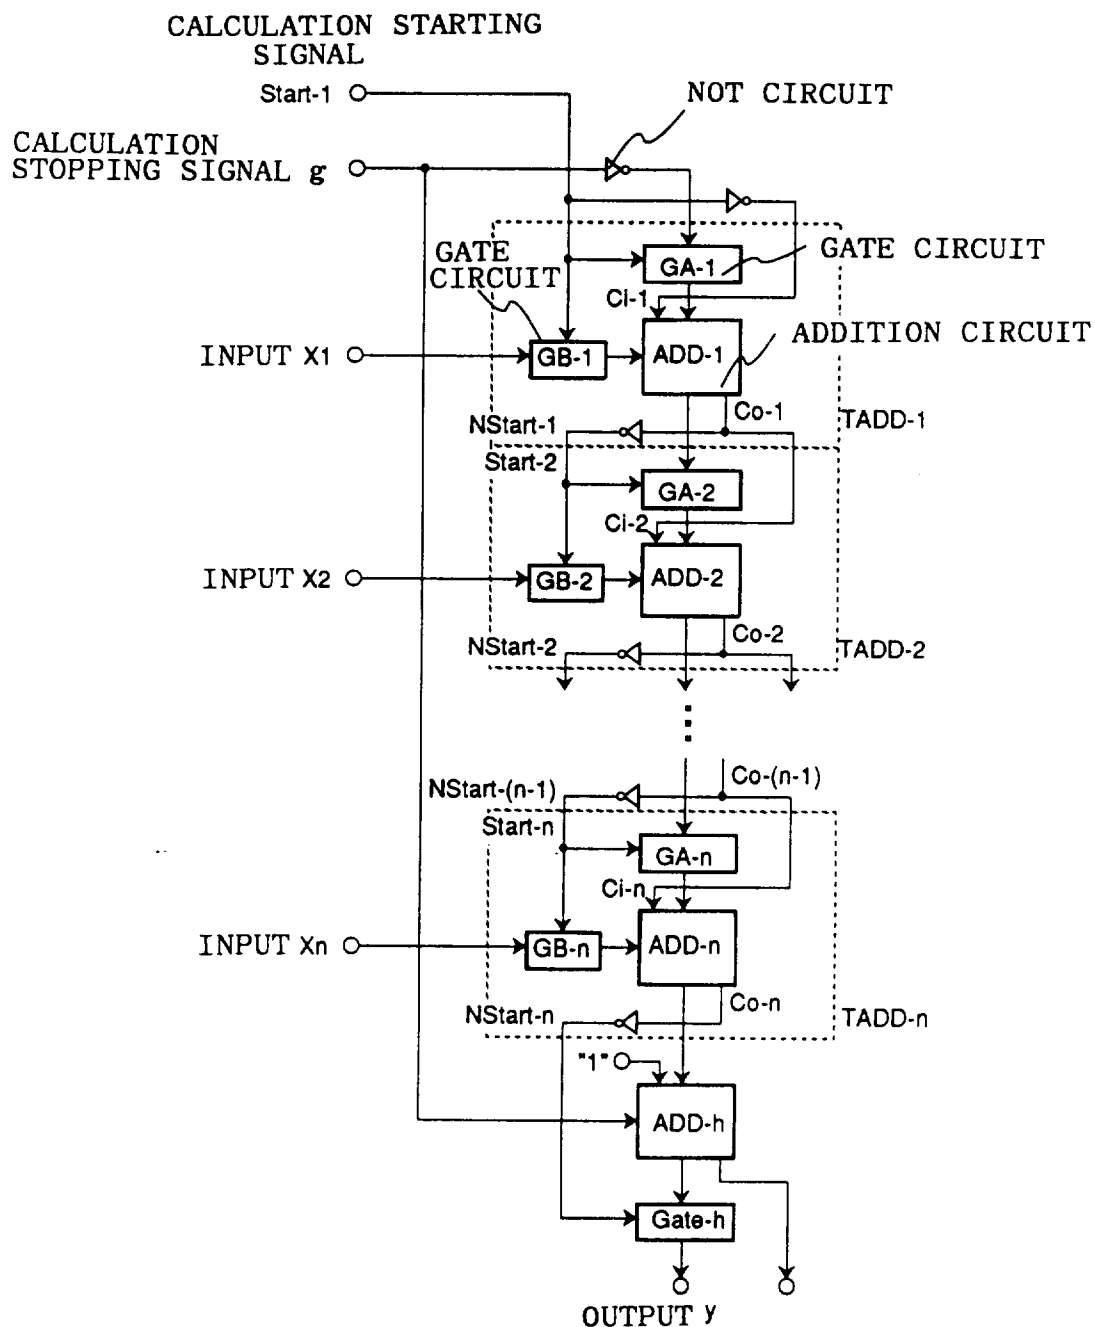 CALCULATION STARTING
SIGNAL
Start-1
NOT CIRCUIT
CALCULATION
STOPPING SIGNAL g
GATE
CIRCUIT
GA-1
GATE CIRCUIT
Ci-1
INPUT X1
GB-1
ADD-1
ADDITION CIRCUIT
Co-1
NStart-1
TADD-1
Start-2
GA-2
Ci-2
INPUT X2
GB-2
ADD-2
Co-2
NStart-2
TADD-2
NStart-(n-1)
Co-(n-1)
Start-n
GA-n
Ci-n
INPUT Xn
GB-n
ADD-n
Co-n
NStart-n
TADD-n
"1"
ADD-h
Gate-h
OUTPUT y